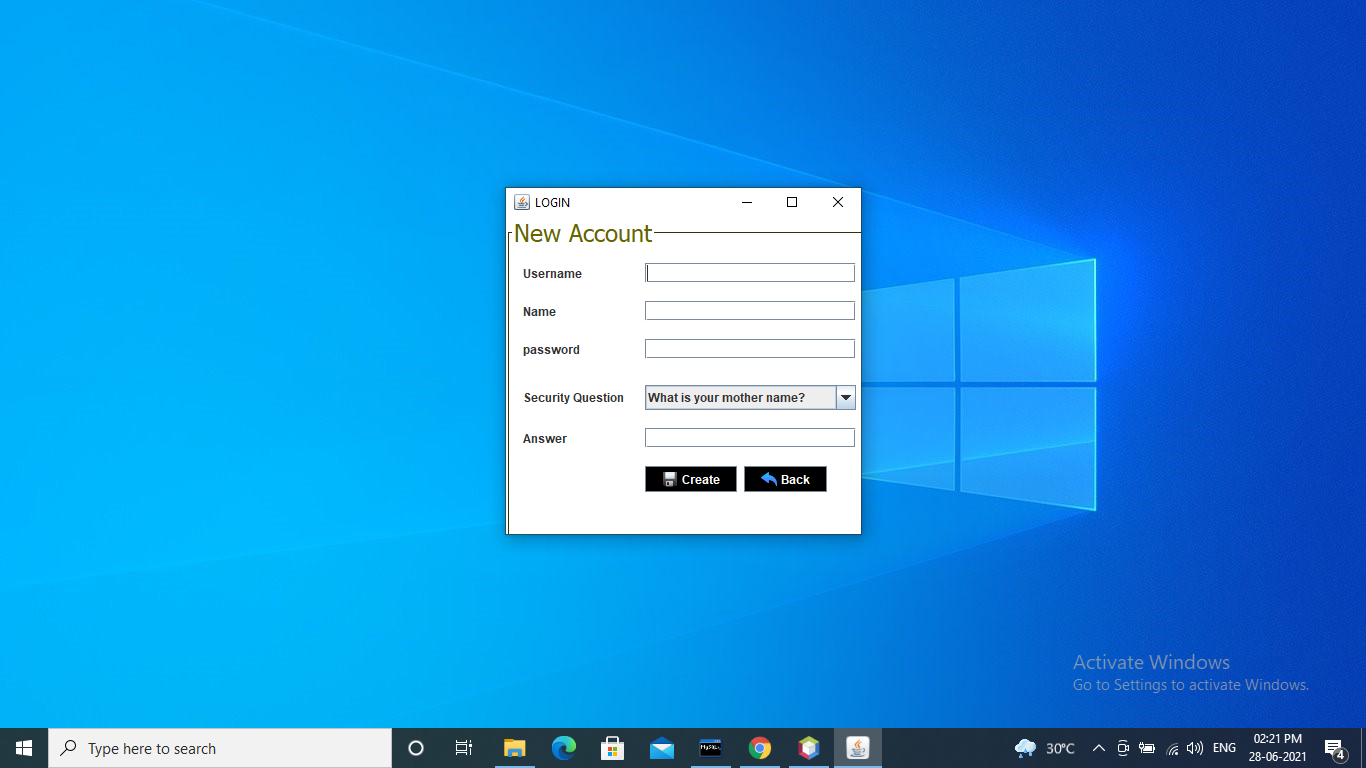 LOGIN
New Account
Username
Name
password
Security Question What is your mother name?
Answer
Create Back
Activate Windows
Go to Settings to activate Windows.
Type here to search
MySQL
30°C
ENG
02:21 PM
28-06-2021
4